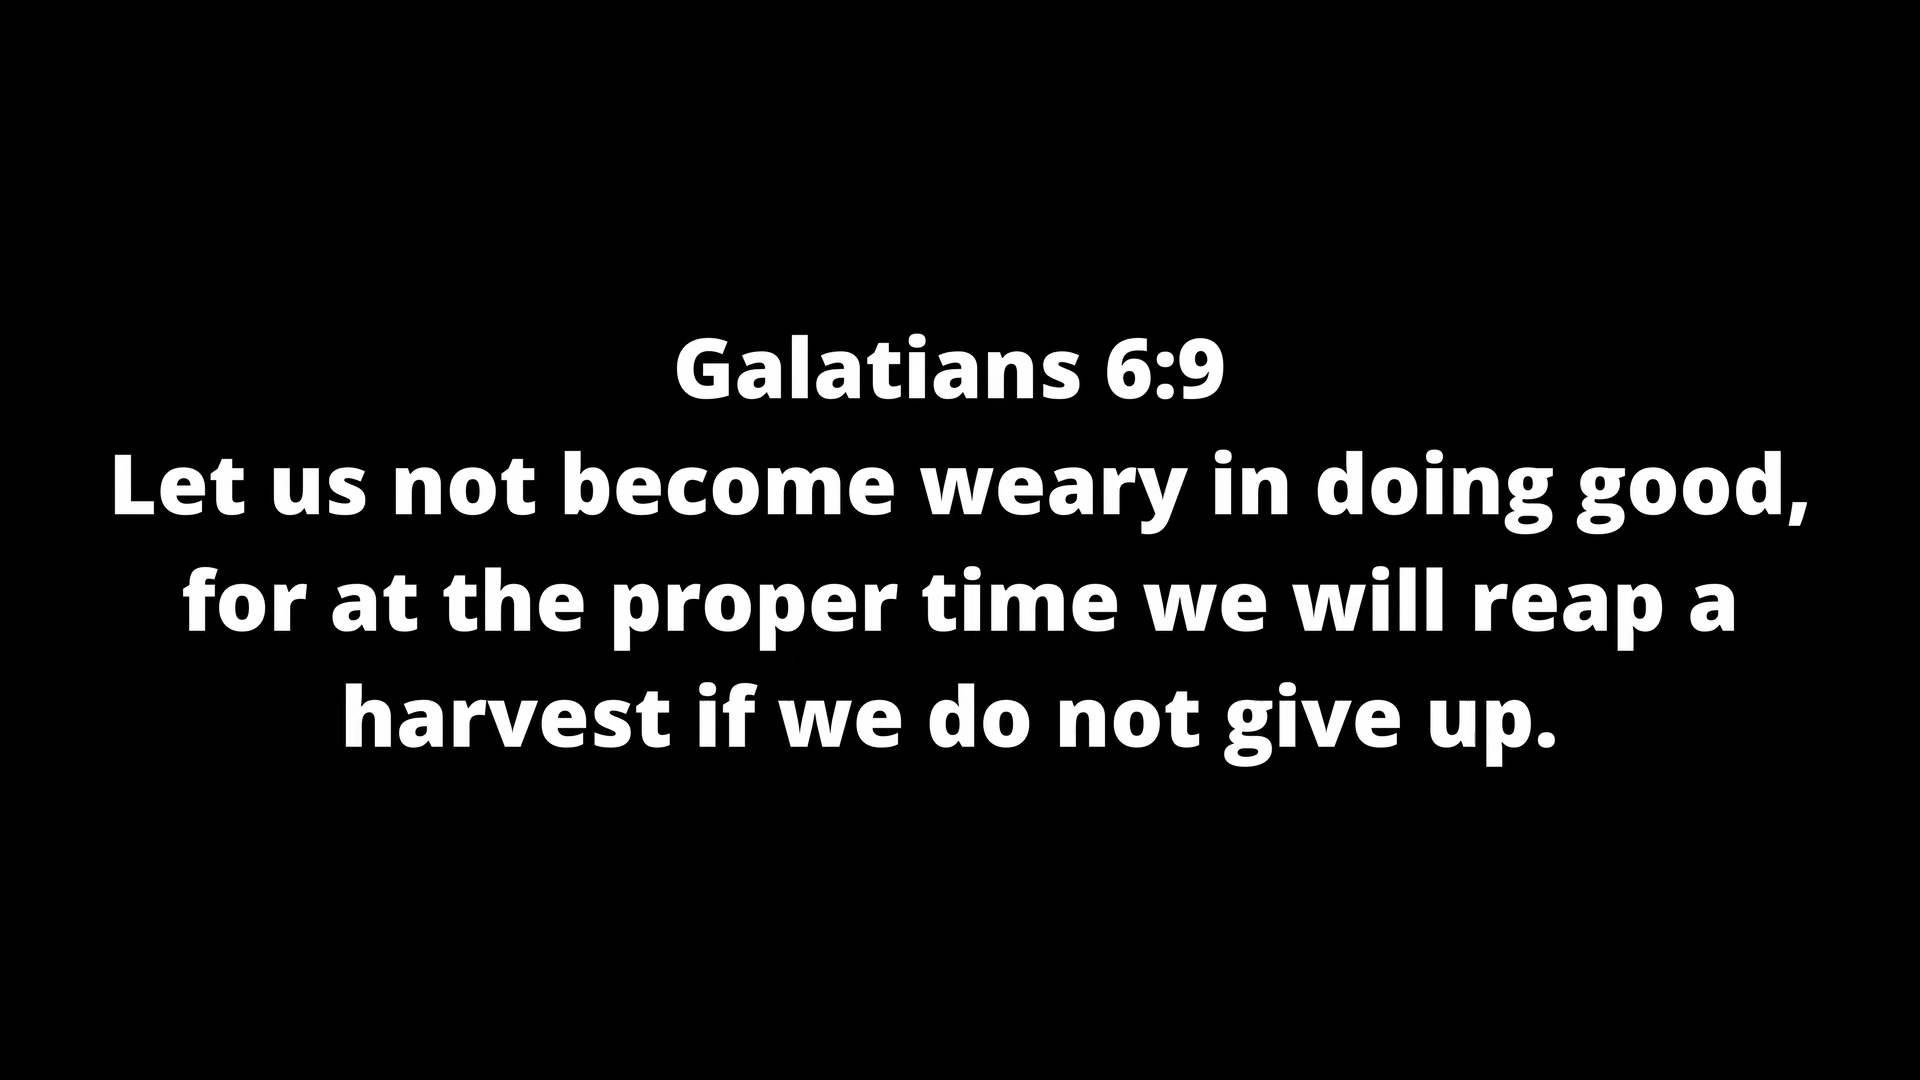 Galatians 6:9
Let us not become weary in doing good,
for at the proper time we will reap a
harvest if we do not give up.